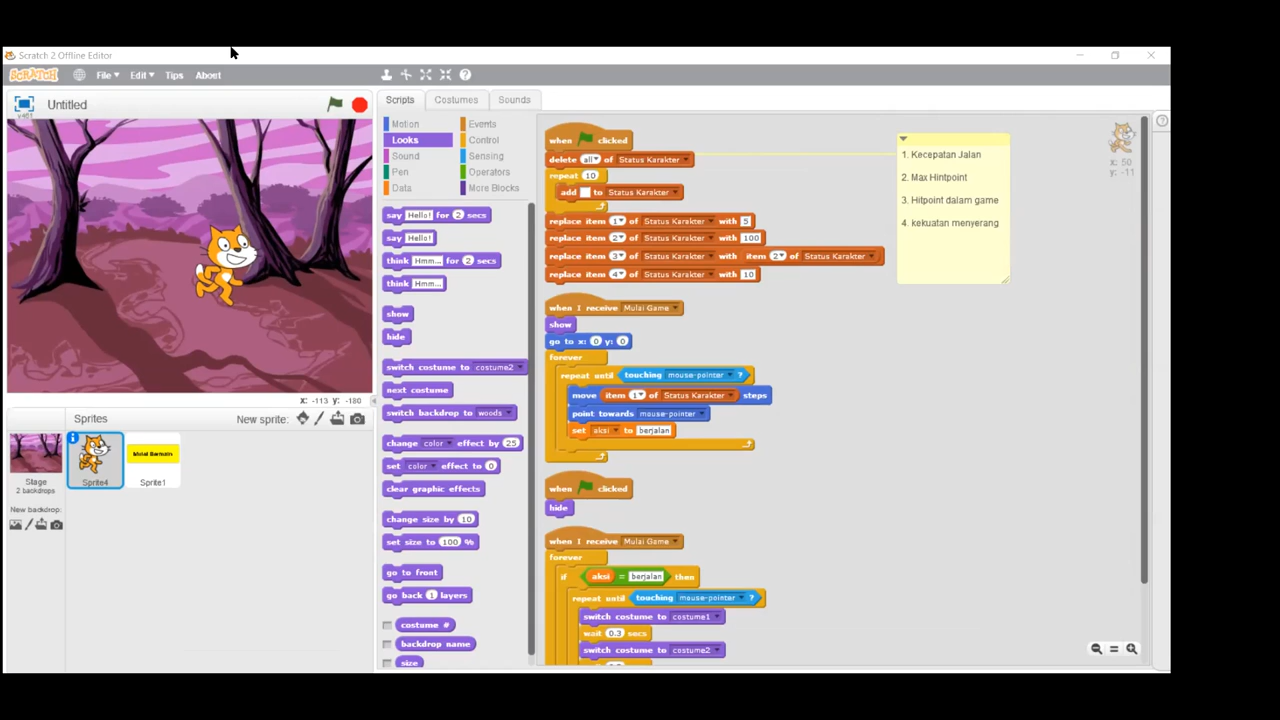 Scratch 2 Offline Editor
SCRATCH File Edit Tips About
Untitled
v461
Scripts Costumes Sounds
Motion Events
Looks Control
Sound Sensing
Pen Operators
Data More Blocks
say Hello! for 2 secs
say Hello!
think Hmm... for 2 secs
think Hmm...
show
hide
switch costume to costume2
next costume
switch backdrop to woods
change color effect by 25
set color effect to 0
clear graphic effects
change size by 10
set size to 100 %
go to front
go back 1 layers
costume #
backdrop name
size
when clicked
delete all of Status Karakter
repeat 10
add to Status Karakter
replace item 1 of Status Karakter with 5
replace item 2 of Status Karakter with 100
replace item 3 of Status Karakter with item 2 of Status Karakter
replace item 4 of Status Karakter with 10
when I receive Mulai Game
show
go to x: 0 y: 0
forever
repeat until touching mouse-pointer ?
move item 1 of Status Karakter steps
point towards mouse-pointer
set aksi to berjalan
when clicked
hide
when I receive Mulai Game
forever
if aksi = berjalan then
repeat until touching mouse-pointer ?
switch costume to costume1
wait 0.3 secs
switch costume to costume2
1. Kecepatan Jalan
2. Max Hintpoint
3. Hitpoint dalam game
4. kekuatan menyerang
x: 50
y: -11
x: -113 y: -180
Sprites New sprite:
Mulai Bermain
Stage
2 backdrops
Sprite4
Sprite1
New backdrop: